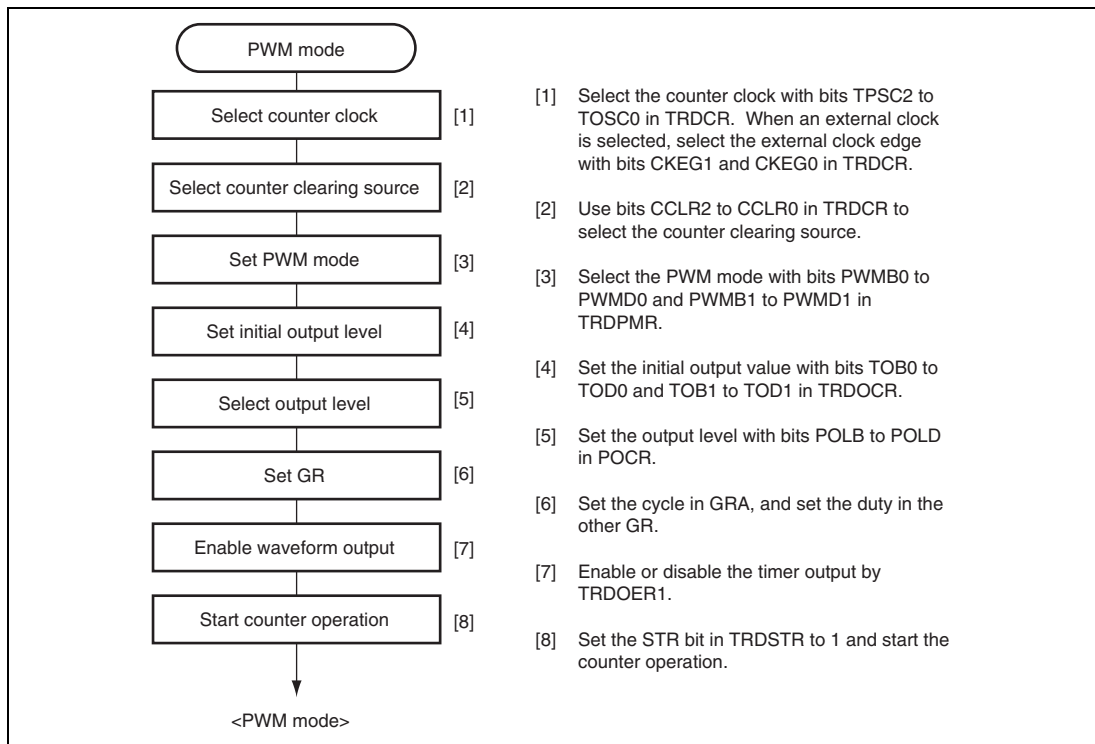 PWM mode
Select counter clock [1]
Select counter clearing source [2]
Set PWM mode [3]
Set initial output level [4]
Select output level [5]
Set GR [6]
Enable waveform output [7]
Start counter operation [8]
<PWM mode>
[1] Select the counter clock with bits TPSC2 to
TOSC0 in TRDCR. When an external clock
is selected, select the external clock edge
with bits CKEG1 and CKEG0 in TRDCR.
[2] Use bits CCLR2 to CCLR0 in TRDCR to
select the counter clearing source.
[3] Select the PWM mode with bits PWMB0 to
PWMD0 and PWMB1 to PWMD1 in
TRDPMR.
[4] Set the initial output value with bits TOB0 to
TOD0 and TOB1 to TOD1 in TRDOCR.
[5] Set the output level with bits POLB to POLD
in POCR.
[6] Set the cycle in GRA, and set the duty in the
other GR.
[7] Enable or disable the timer output by
TRDOER1.
[8] Set the STR bit in TRDSTR to 1 and start the
counter operation.